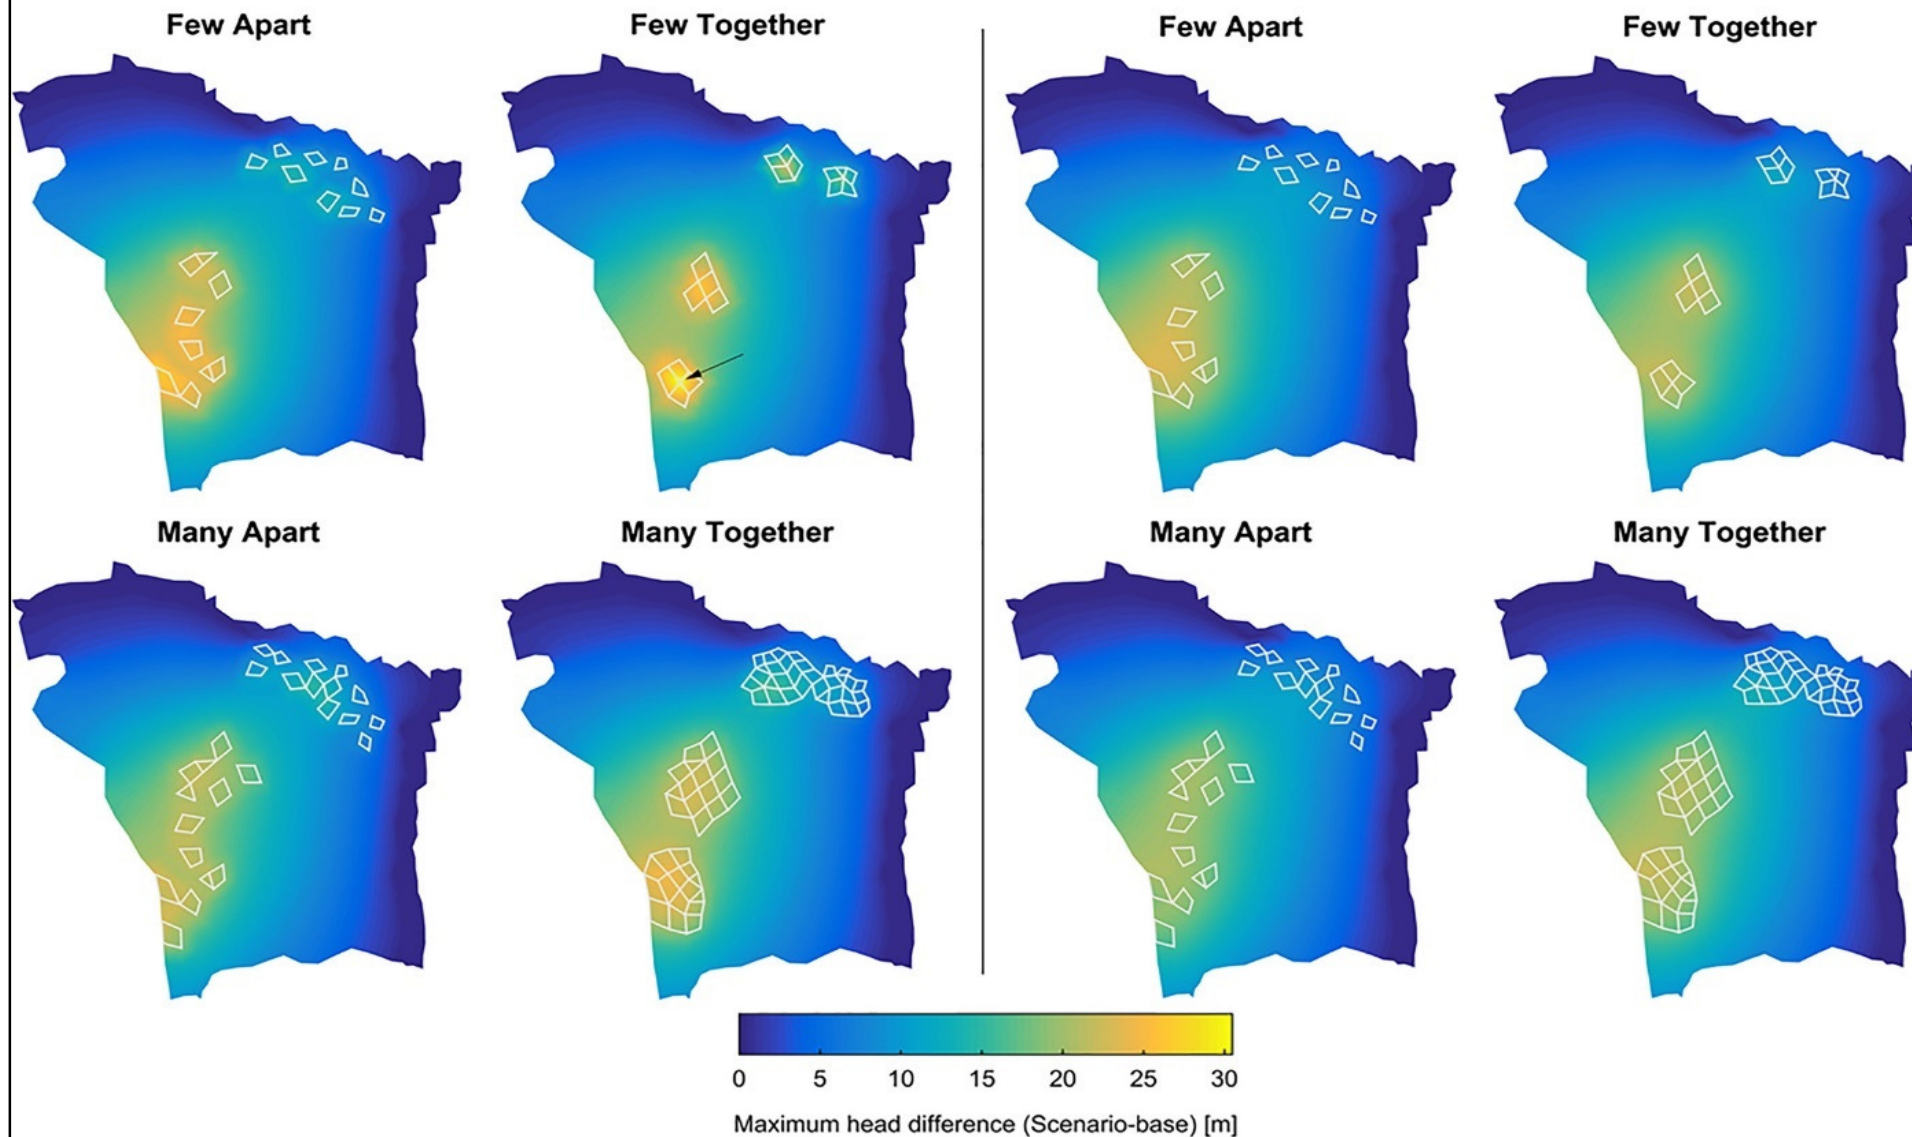 Few Apart
Few Together
Few Apart
Few Together
Many Apart
Many Together
Many Apart
Many Together
0 5 10 15 20 25 30
Maximum head difference (Scenario-base) [m]